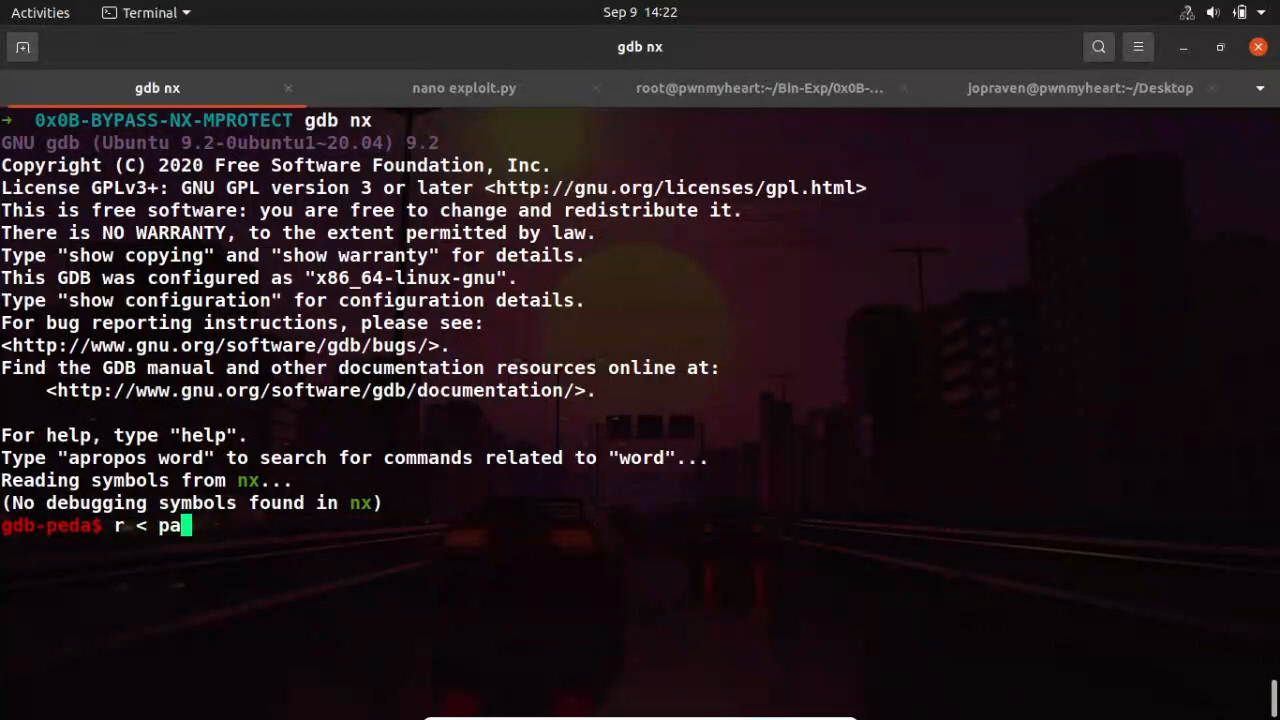 Activities Terminal Sep 9 14:22
gdb nx
gdb nx nano exploit.py root@pwnmyheart:~/Bin-Exp/0x0B-... jopraven@pwnmyheart:~/Desktop
→ 0x0B-BYPASS-NX-MPROTECT gdb nx
GNU gdb (Ubuntu 9.2-0ubuntu1~20.04) 9.2
Copyright (C) 2020 Free Software Foundation, Inc.
License GPLv3+: GNU GPL version 3 or later <http://gnu.org/licenses/gpl.html>
This is free software: you are free to change and redistribute it.
There is NO WARRANTY, to the extent permitted by law.
Type "show copying" and "show warranty" for details.
This GDB was configured as "x86_64-linux-gnu".
Type "show configuration" for configuration details.
For bug reporting instructions, please see:
<http://www.gnu.org/software/gdb/bugs/>.
Find the GDB manual and other documentation resources online at:
    <http://www.gnu.org/software/gdb/documentation/>.
For help, type "help".
Type "apropos word" to search for commands related to "word"...
Reading symbols from nx...
(No debugging symbols found in nx)
gdb-peda$ r < pa